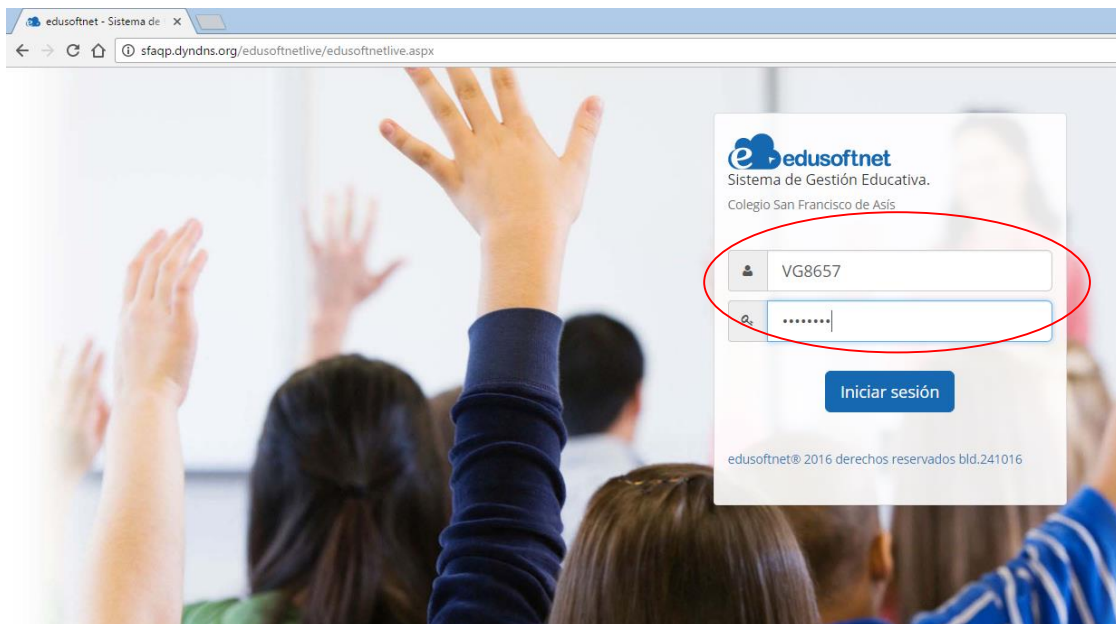 edusoftnet - Sistema de
sfaqp.dyndns.org/edusoftnetlive/edusoftnetlive.aspx
edusoftnet
Sistema de Gestión Educativa.
Colegio San Francisco de Asís
VG8657
••••••••
Iniciar sesión
edusoftnet® 2016 derechos reservados bld.241016